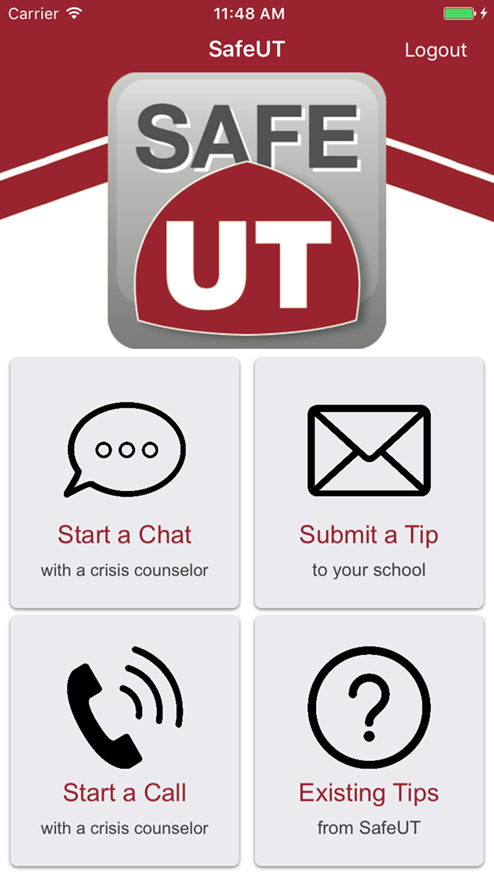 Carrier 11:48 AM
SafeUT Logout
SAFE
UT
Start a Chat
with a crisis counselor
Submit a Tip
to your school
Start a Call
with a crisis counselor
Existing Tips
from SafeUT